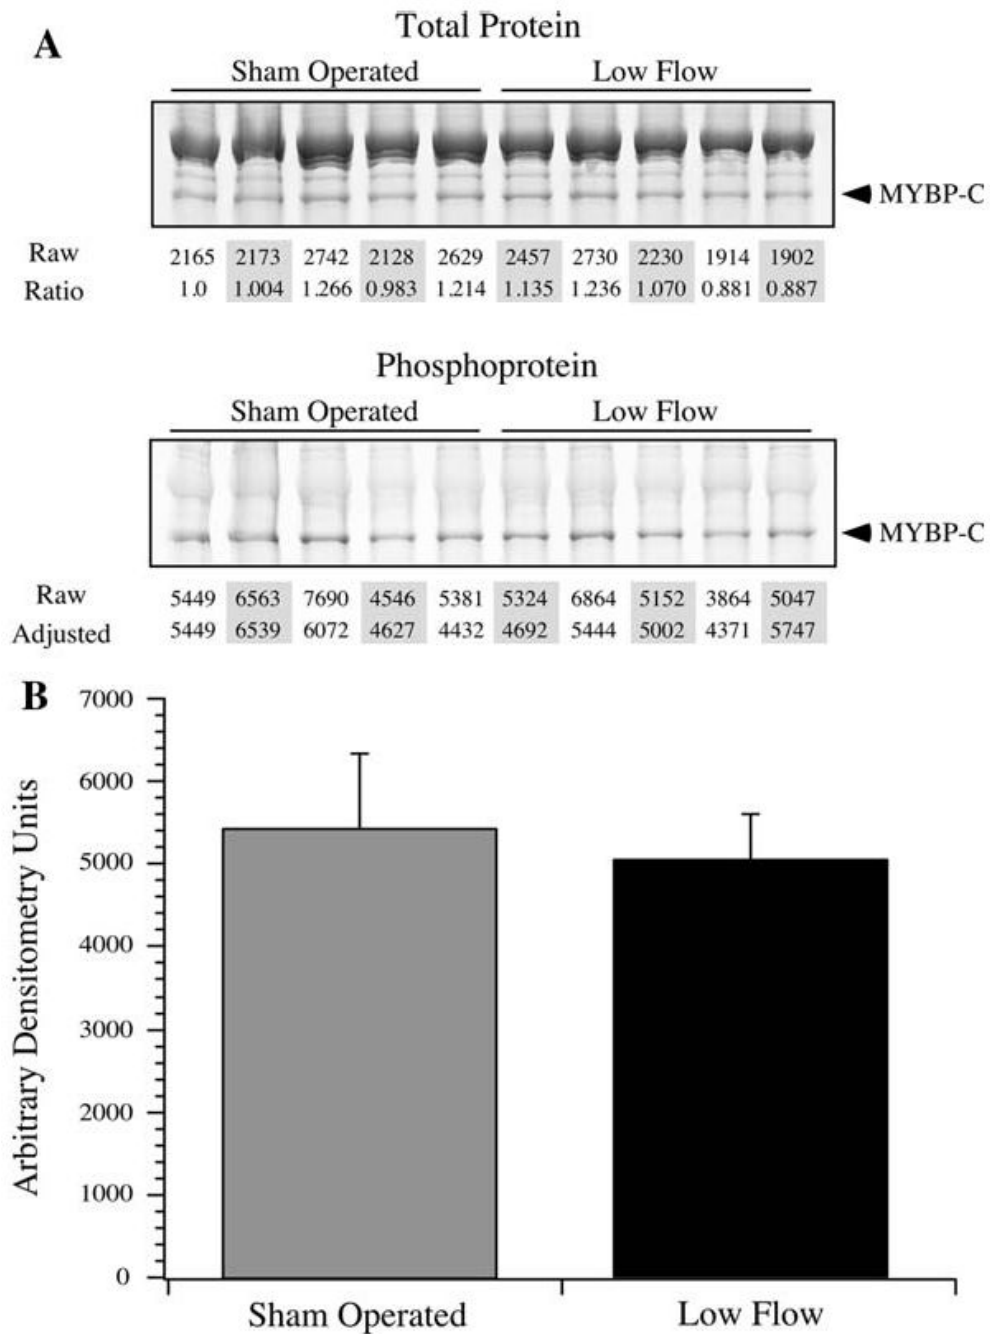 A
Total Protein
Sham Operated Low Flow
MYBP-C
Raw 2165 2173 2742 2128 2629 2457 2730 2230 1914 1902
Ratio 1.0 1.004 1.266 0.983 1.214 1.135 1.236 1.070 0.881 0.887
Phosphoprotein
Sham Operated Low Flow
MYBP-C
Raw 5449 6563 7690 4546 5381 5324 6864 5152 3864 5047
Adjusted 5449 6539 6072 4627 4432 4692 5444 5002 4371 5747
B
Arbitrary Densitometry Units
7000
6000
5000
4000
3000
2000
1000
0
Sham Operated Low Flow